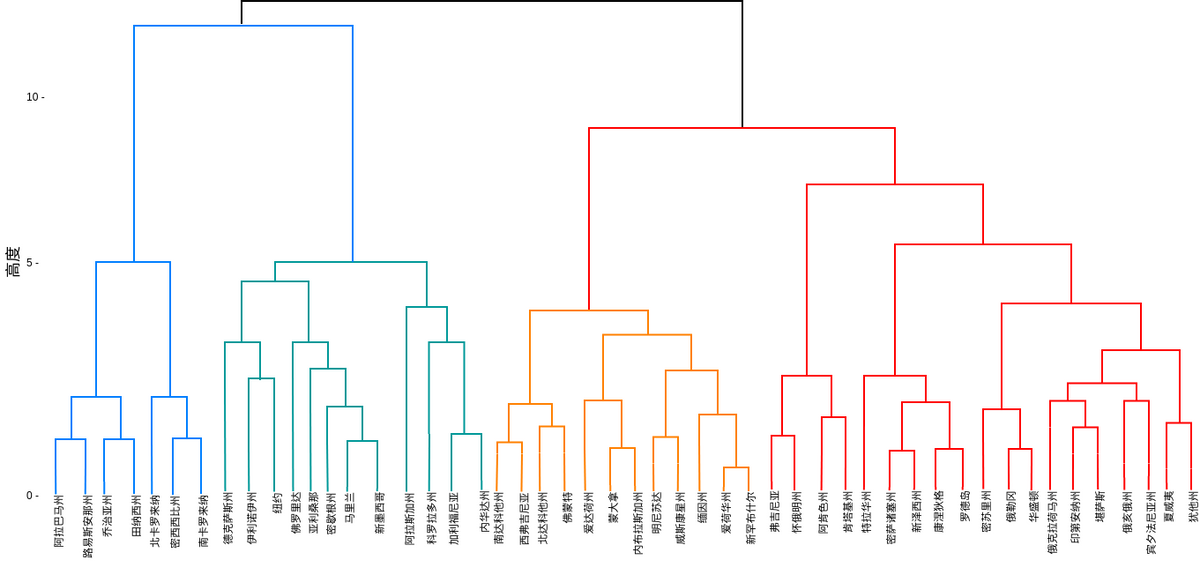 10 -
5 -
0 -
高度
阿拉巴马州
路易斯安那州
乔治亚州
田纳西州
北卡罗来纳
密西西比州
南卡罗来纳
德克萨斯州
伊利诺伊州
纽约
佛罗里达
亚利桑那
密歇根州
马里兰
新墨西哥
阿拉斯加州
科罗拉多州
加利福尼亚
内华达州
南达科他州
西弗吉尼亚
北达科他州
佛蒙特
爱达荷州
蒙大拿
内布拉斯加州
明尼苏达
威斯康星州
缅因州
爱荷华州
新罕布什尔
弗吉尼亚
怀俄明州
阿肯色州
肯塔基州
特拉华州
密萨诸塞州
新泽西州
康涅狄格
罗德岛
密苏里州
俄勒冈
华盛顿
俄克拉荷马州
印第安纳州
堪萨斯
俄亥俄州
宾夕法尼亚州
夏威夷
犹他州